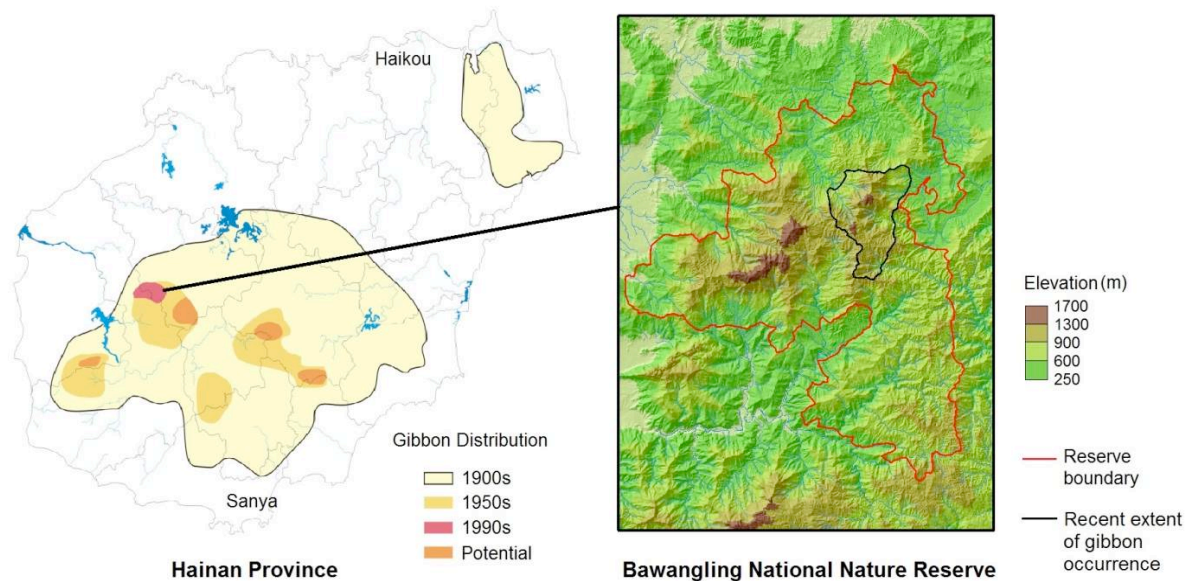 Haikou
Sanya
Gibbon Distribution
1900s
1950s
1990s
Potential
Hainan Province
Elevation (m)
1700
1300
900
600
250
Reserve
boundary
Recent extent
of gibbon
occurrence
Bawangling National Nature Reserve